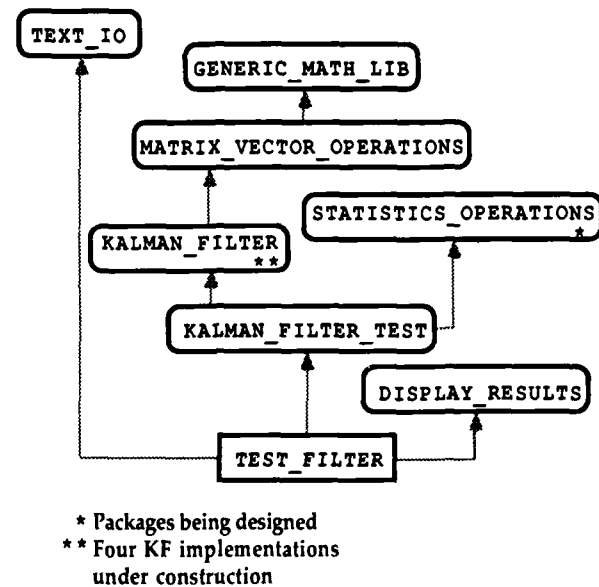 TEXT_IO
GENERIC_MATH_LIB
MATRIX_VECTOR_OPERATIONS
STATISTICS_OPERATIONS
*
KALMAN_FILTER
**
KALMAN_FILTER_TEST
DISPLAY_RESULTS
TEST_FILTER
* Packages being designed
** Four KF implementations
under construction